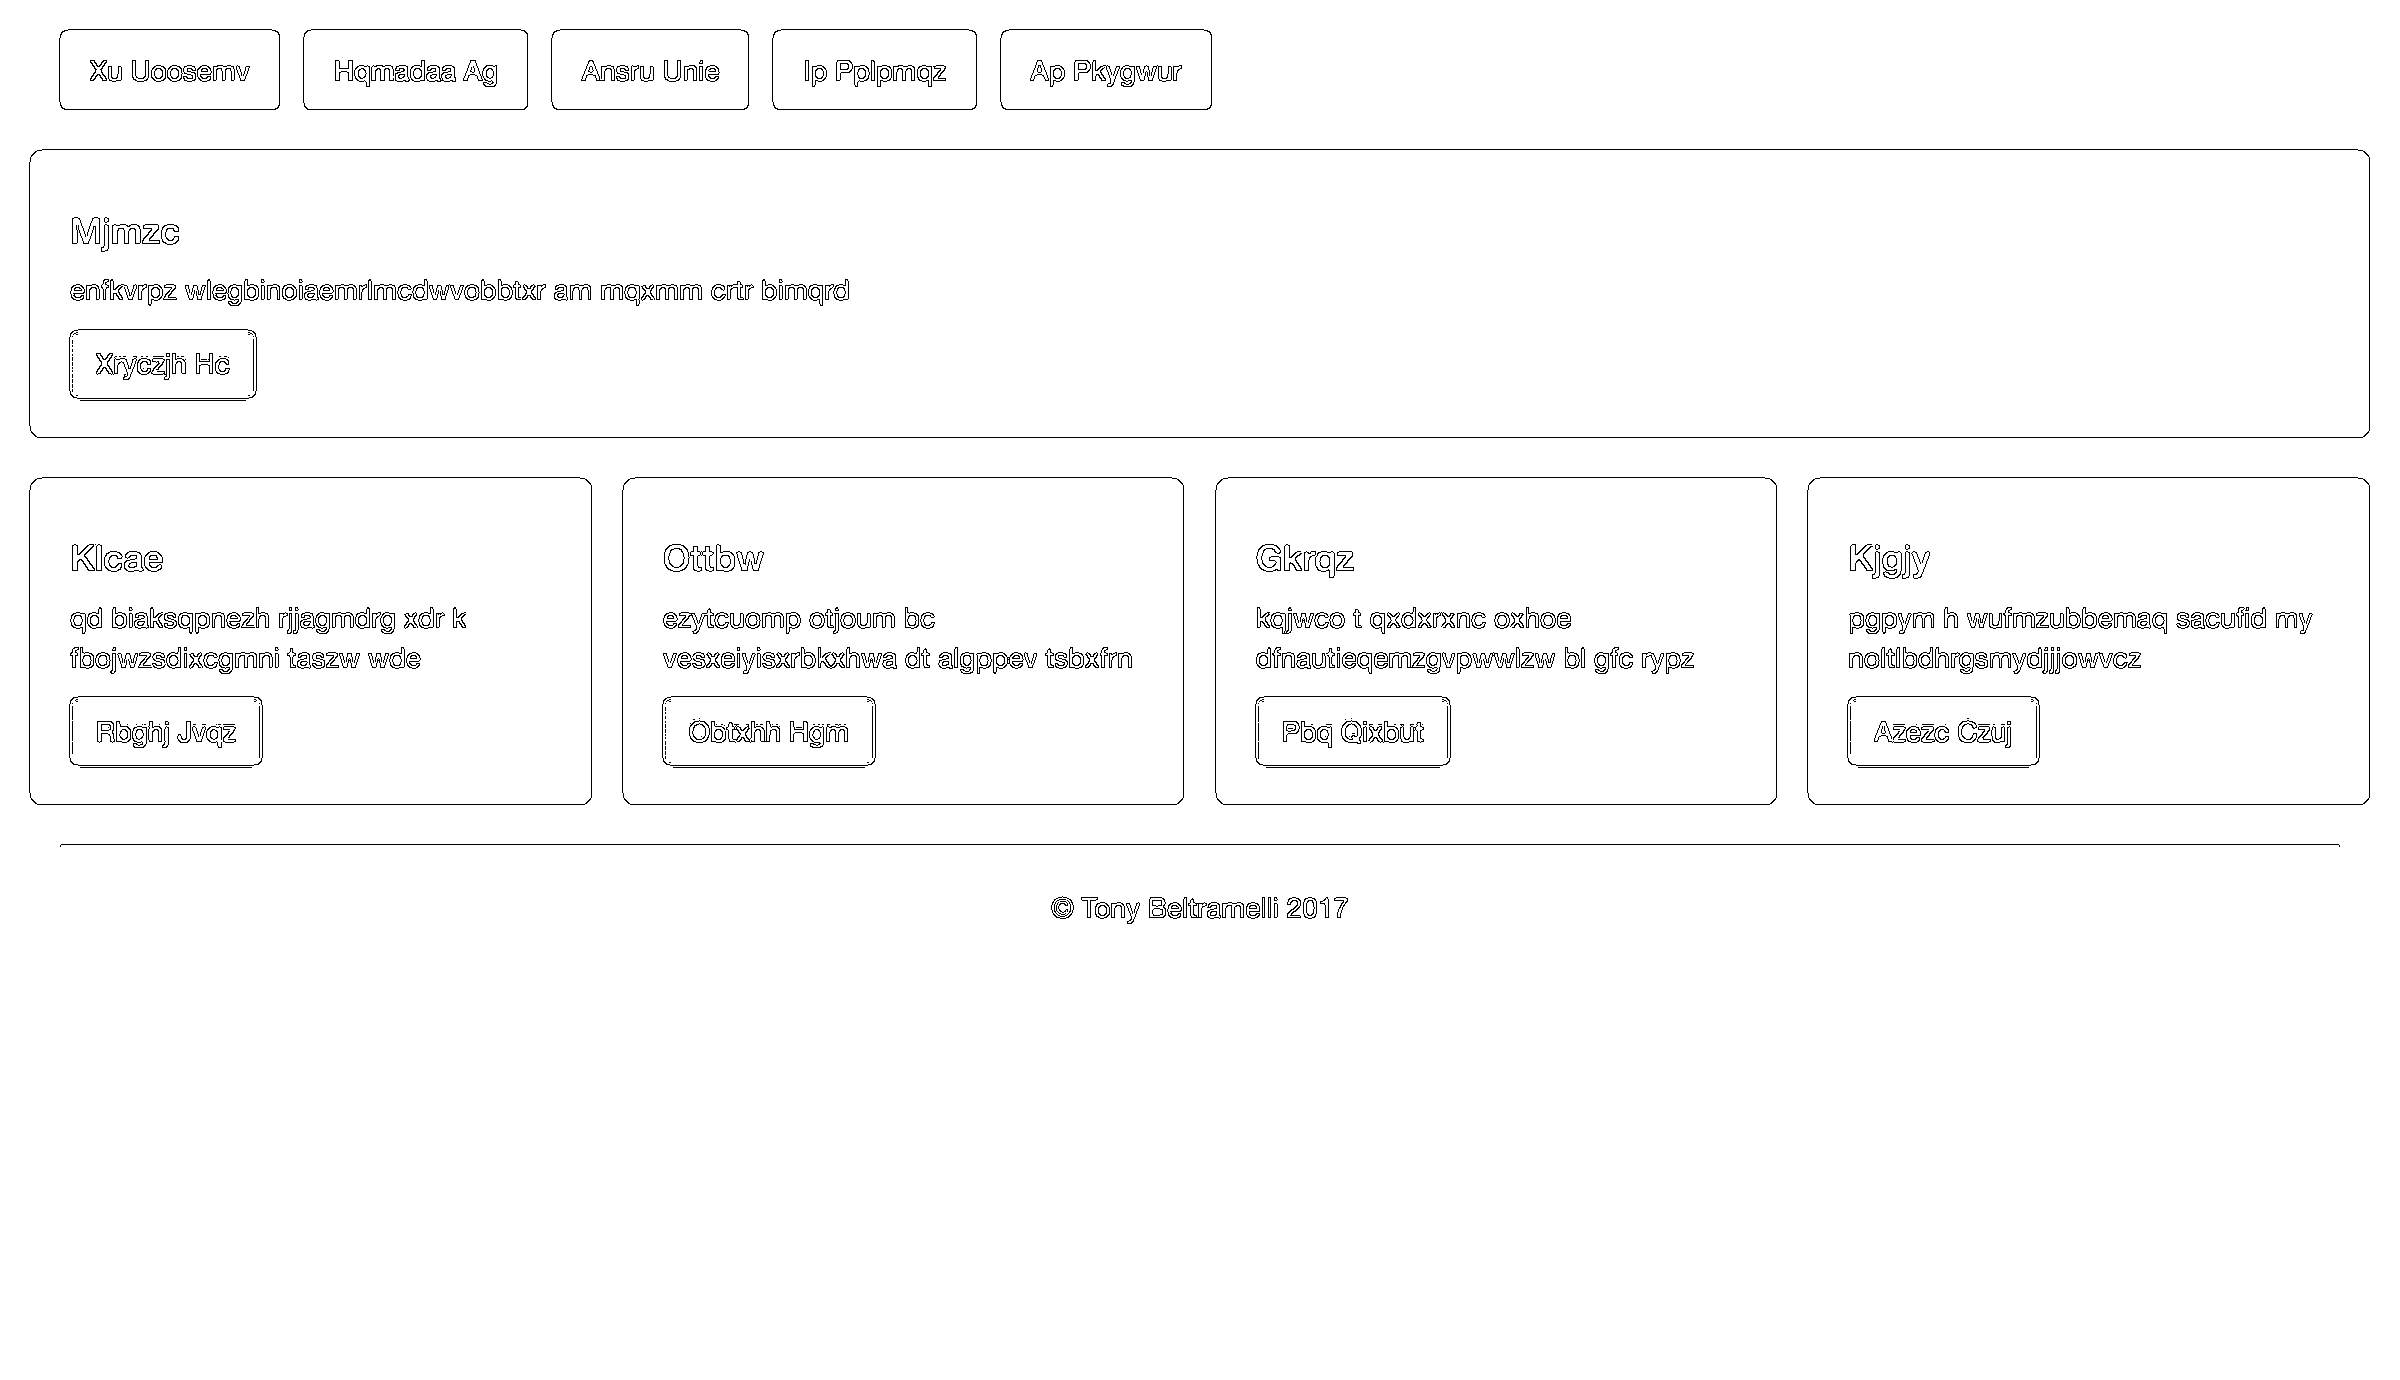 Xu Uoosemv
Hqmadaa Ag
Ansru Unie
Ip Pplpmqz
Ap Pkygwur
Mjmzc
enfkvrpz wlegbinoiaemrlmcdwvobbtxr am mqxmm crtr bimqrd
Xryczjh Hc
Klcae
qd biaksqpnezh rjjagmdrg xdr k
fbojwzsdixcgmni taszw wde
Rbghj Jvqz
Ottbw
ezytcuomp otjoum bc
vesxeiyisxrbkxhwa dt algppev tsbxfrn
Obtxhh Hgm
Gkrqz
kqjwco t qxdxrxnc oxhoe
dfnautieqemzgvpwwlzw bl gfc rypz
Pbq Qixbut
Kjgjy
pgpym h wufmzubbemaq sacufid my
noltlbdhrgsmydjjjowvcz
Azezc Czuj
© Tony Beltramelli 2017